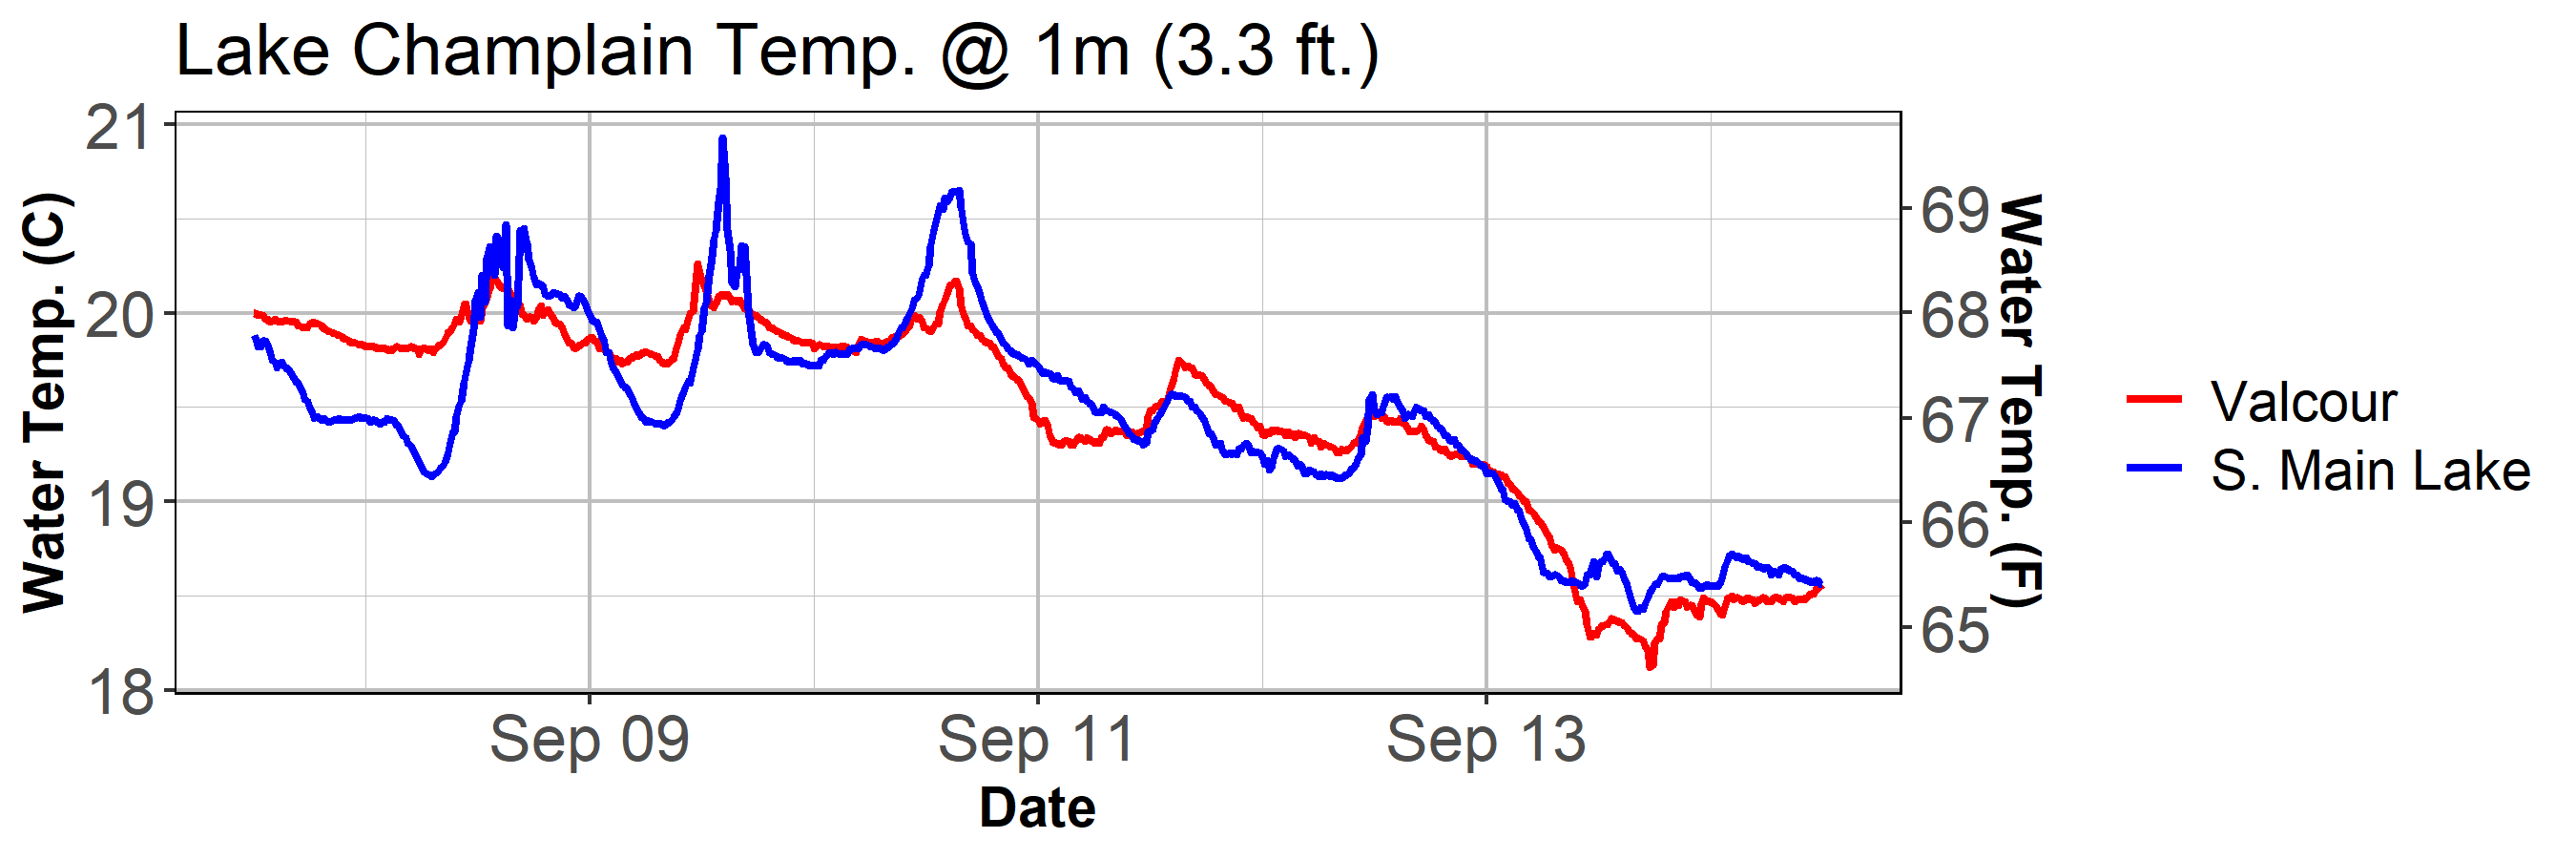 Lake Champlain Temp. @ 1m (3.3 ft.)
Water Temp. (C)
21
20
19
18
69
68
67
66
65
Water Temp. (F)
Sep 09
Sep 11
Sep 13
Date
Valcour
S. Main Lake